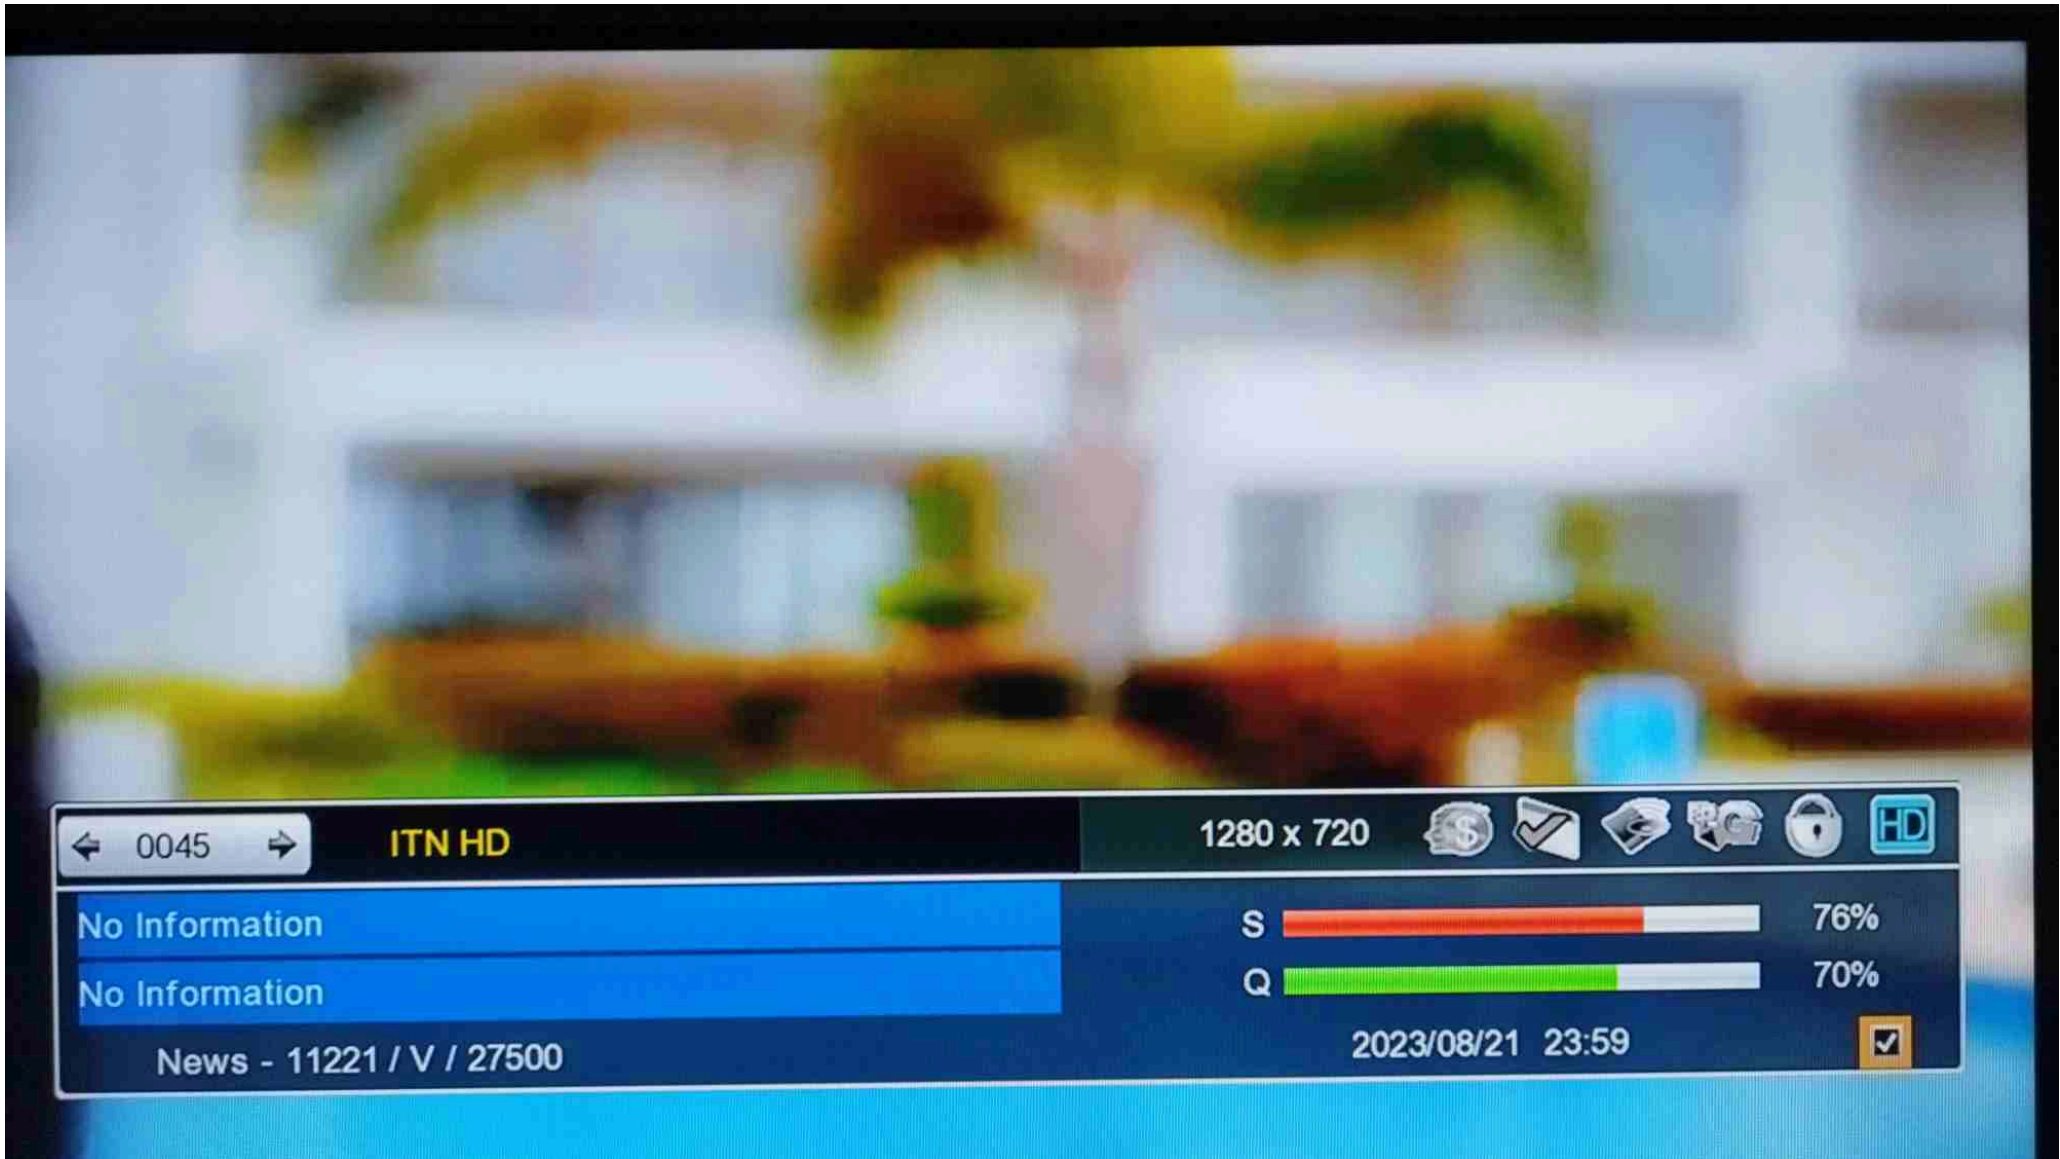 0045 ITN HD 1280 x 720 HD
No Information S 76%
No Information Q 70%
News - 11221 / V / 27500 2023/08/21 23:59